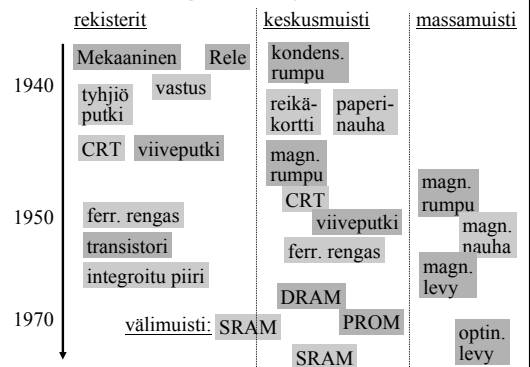 rekisterit
keskusmuisti
massamuisti
1940
Mekaaninen
Rele
tyhjiö
putki
vastus
CRT
viiveputki
kondens.
rumpu
reikä-
kortti
paperi-
nauha
magn.
rumpu
CRT
viiveputki
magn.
rumpu
1950
ferr. rengas
transistori
integroitu piiri
ferr. rengas
magn.
nauha
magn.
levy
1970
välimuisti:
SRAM
DRAM
PROM
SRAM
optin.
levy